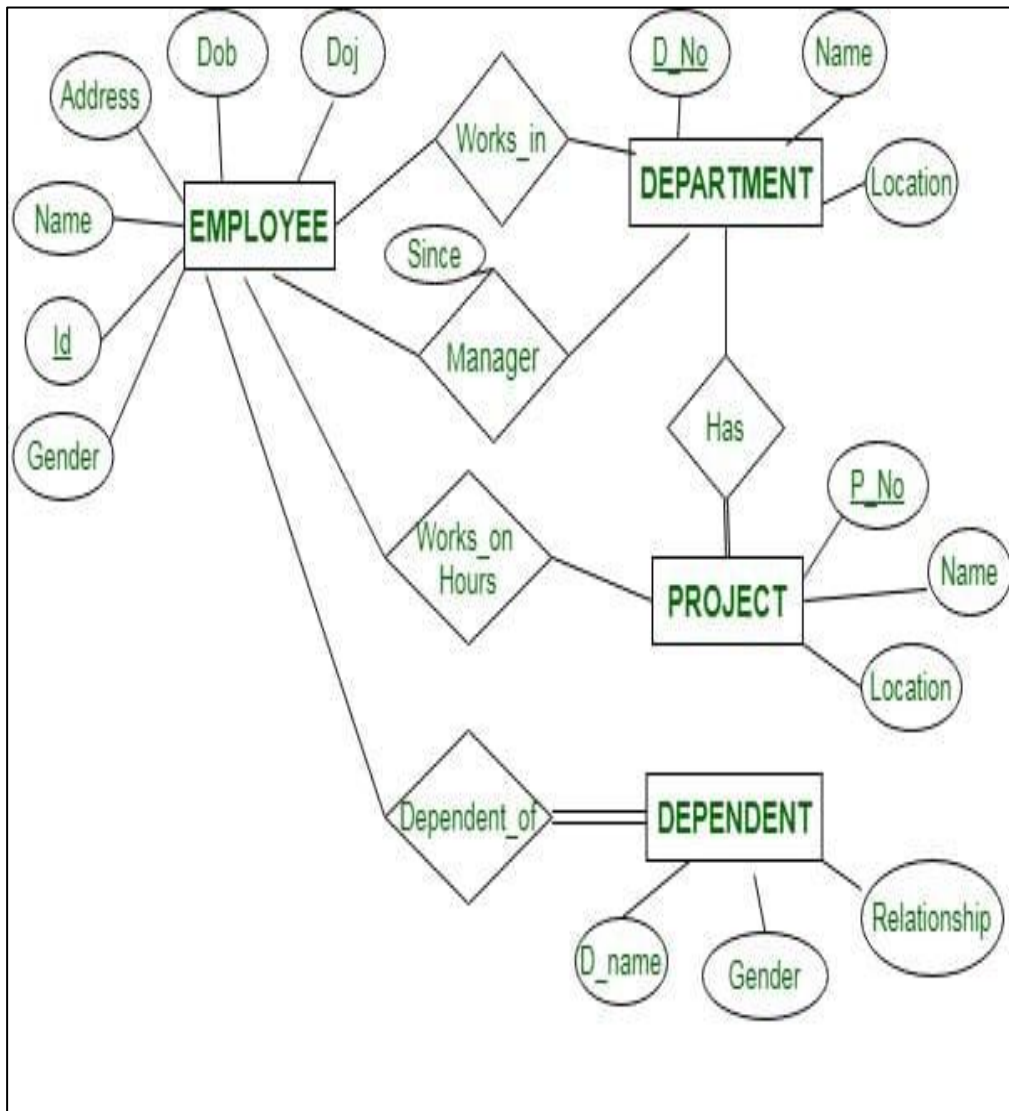 Dob
Doj
D_No
Name
Address
Works_in
DEPARTMENT
Location
Name
EMPLOYEE
Since
Id
Manager
Gender
Has
P_No
Works_on
Hours
PROJECT
Name
Location
Dependent_of
DEPENDENT
Relationship
D_name
Gender